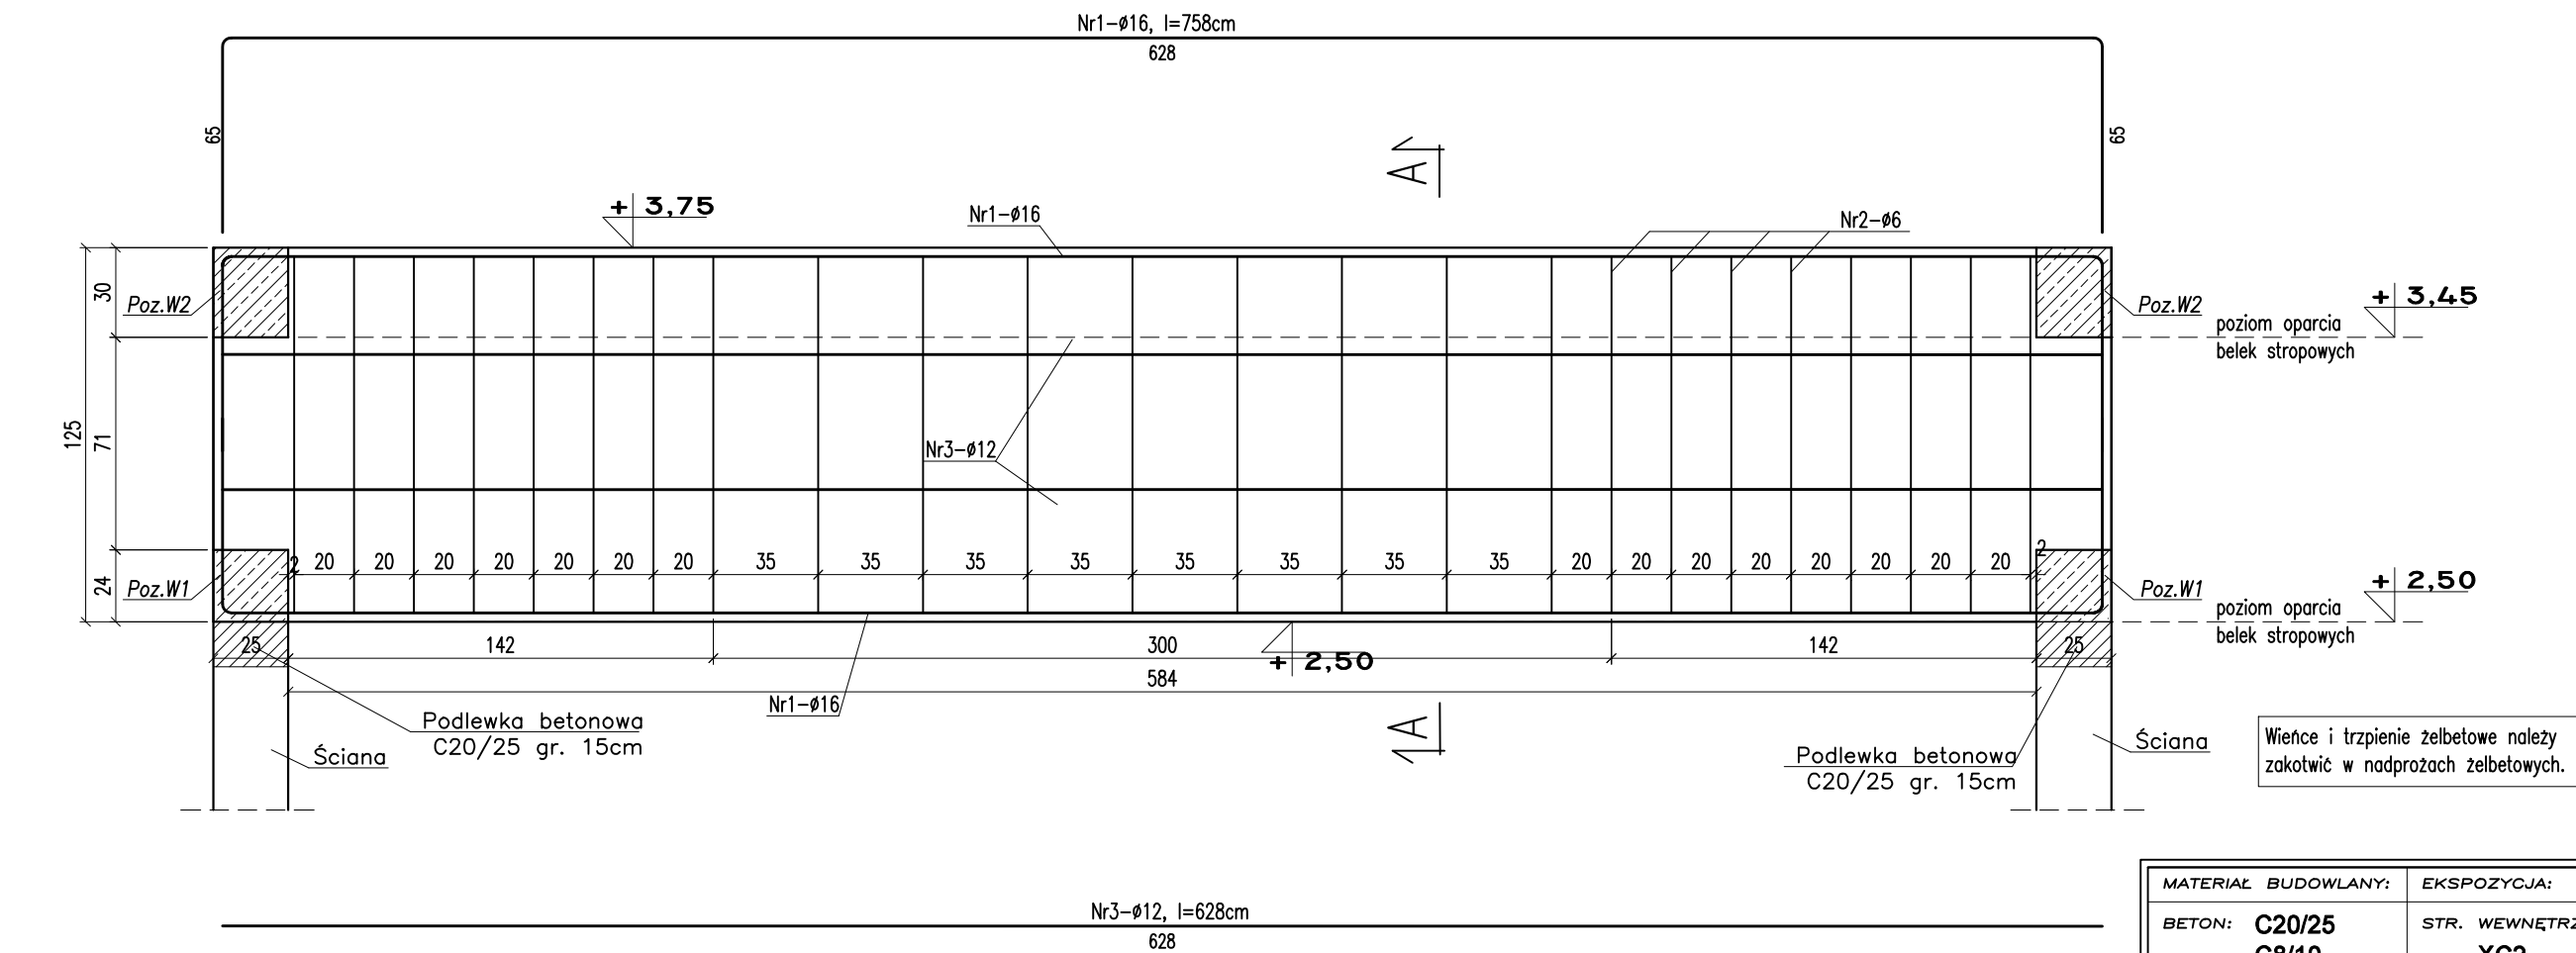 Nr1-ø16, l=758cm
628
65
65
A
+ 3,75
Nr1-ø16
Nr2-ø6
30
Poz.W2
Poz.W2
+ 3,45
poziom oparcia
belek stropowych
125
71
Nr3-ø12
2 20 20 20 20 20 20 20 35 35 35 35 35 35 35 35 20 20 20 20 20 20 20 20 2
24
Poz.W1
Poz.W1
+ 2,50
poziom oparcia
belek stropowych
25 142 300 142 25
+ 2,50
584
Nr1-ø16
A
Podlewka betonowa
C20/25 gr. 15cm
Ściana
Podlewka betonowa
C20/25 gr. 15cm
Ściana
Wieńce i trzpienie żelbetowe należy
zakotwić w nadprożach żelbetowych.
Nr3-ø12, l=628cm
628
MATERIAŁ BUDOWLANY: EKSPOZYCJA:
BETON: C20/25 STR.